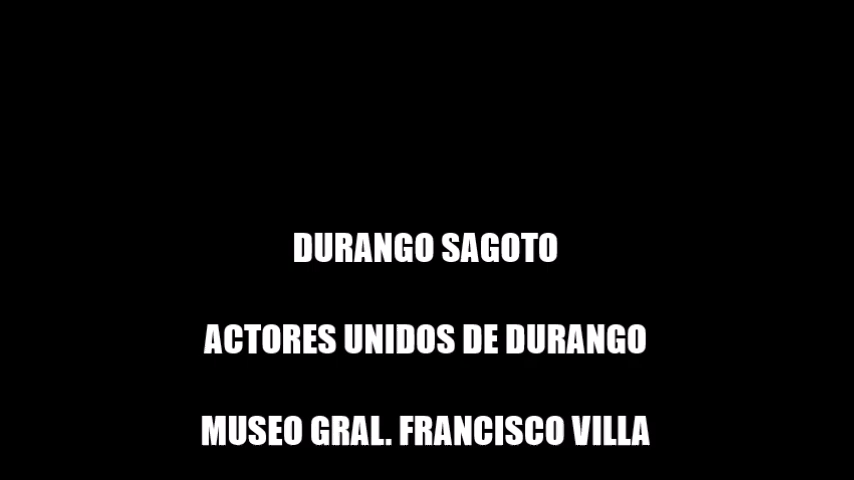 DURANGO SAGOTO
ACTORES UNIDOS DE DURANGO
MUSEO GRAL. FRANCISCO VILLA